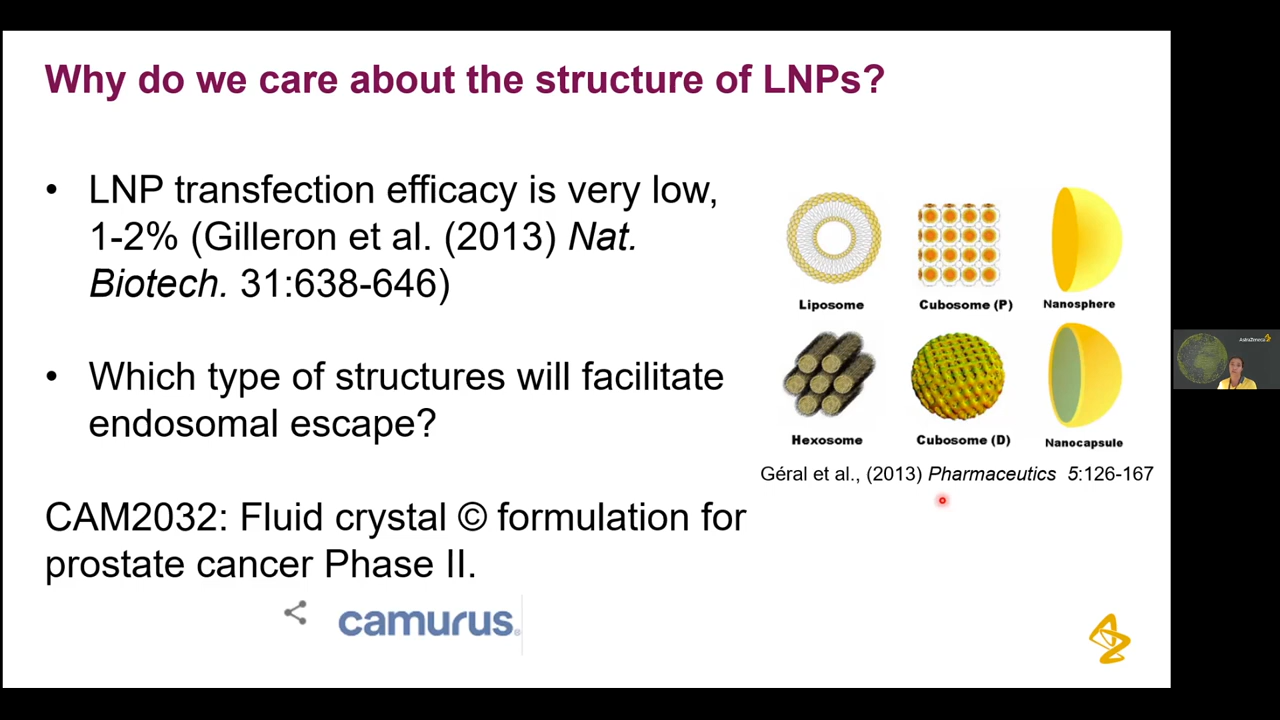 Why do we care about the structure of LNPs?
• LNP transfection efficacy is very low,
1-2% (Gilleron et al. (2013) Nat.
Biotech. 31:638-646)
• Which type of structures will facilitate
endosomal escape?
CAM2032: Fluid crystal © formulation for
prostate cancer Phase II.
camurus®
Liposome
Cubosome (P)
Nanosphere
Hexosome
Cubosome (D)
Nanocapsule
Géral et al., (2013) Pharmaceutics 5:126-167
AstraZeneca